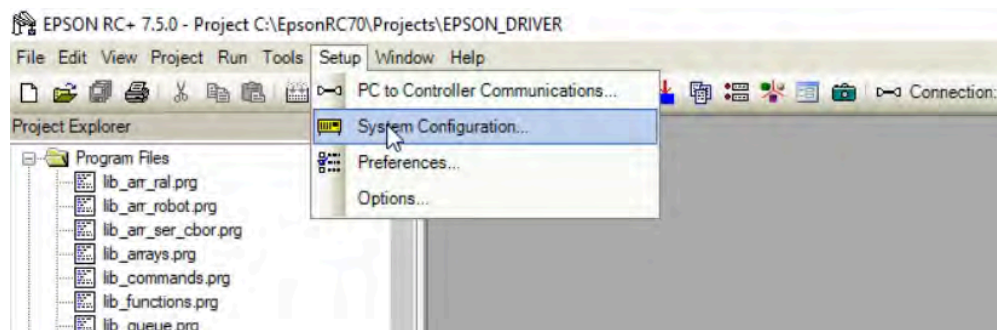 EPSON RC+ 7.5.0 - Project C:\EpsonRC70\Projects\EPSON_DRIVER
File Edit View Project Run Tools Setup Window Help
PC to Controller Communications...
Connection:
Project Explorer
System Configuration...
Program Files
Preferences...
lib_arr_ral.prg
Options...
lib_arr_robot.prg
lib_arr_ser_cbor.prg
lib_arrays.prg
lib_commands.prg
lib_functions.prg
lib_queue.prg